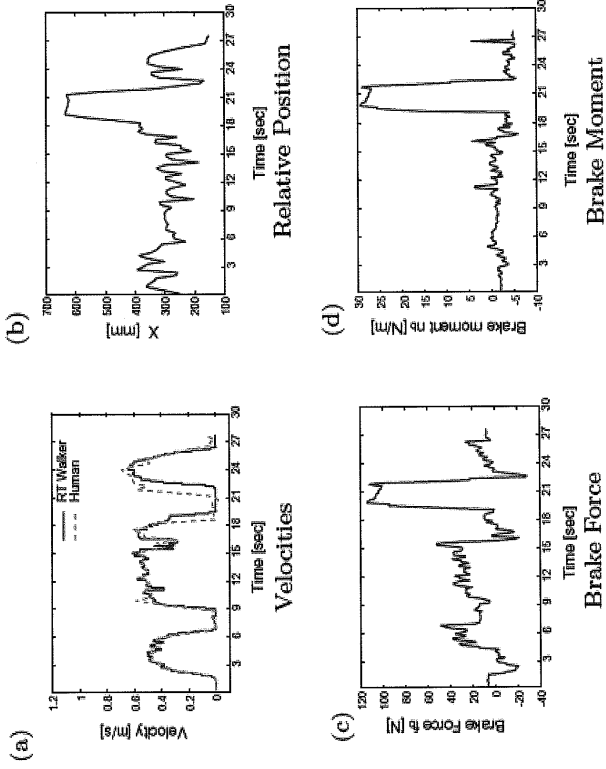 (a)
1.2
1
0.8
0.6
0.4
0.2
0
Velocity [m/s]
RT Walker
Human
3 6 9 12 15 18 21 24 27 30
Time [sec]
Velocities
(b)
700
600
500
400
300
200
100
X [mm]
3 6 9 12 15 18 21 24 27 30
Time [sec]
Relative Position
(c)
120
100
80
60
40
20
0
-20
-40
Brake Force fb [N]
3 6 9 12 15 18 21 24 27 30
Time [sec]
Brake Force
(d)
30
25
20
15
10
5
0
-5
-10
Brake moment nb [N/m]
3 6 9 12 15 18 21 24 27 30
Time [sec]
Brake Moment